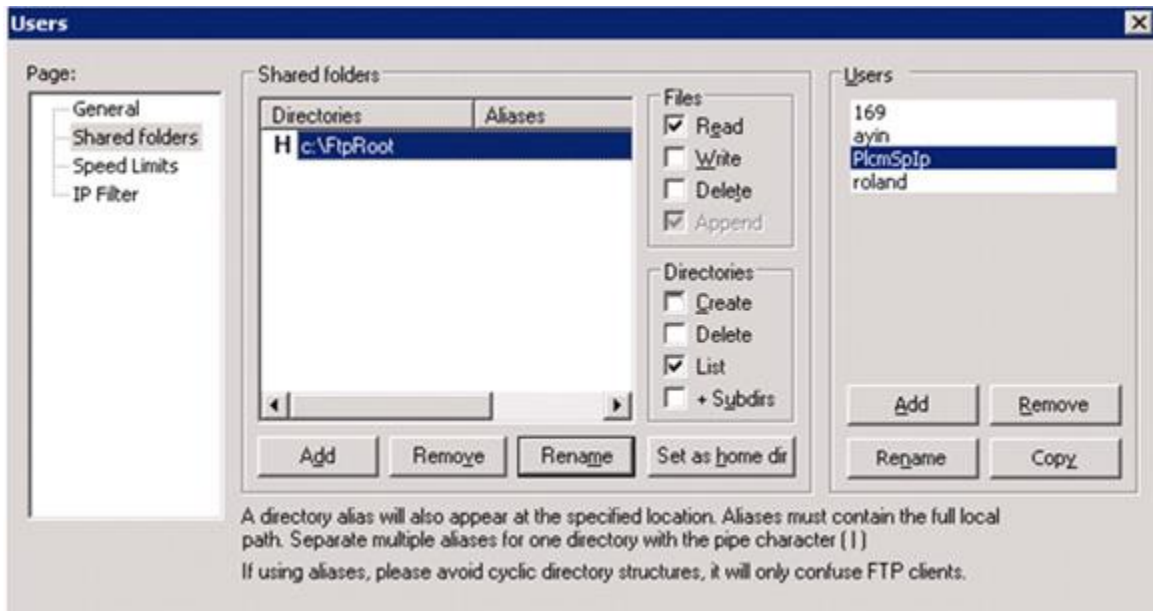 Users
Page:
General
Shared folders
Speed Limits
IP Filter
Shared folders
Directories Aliases
H c:\FtpRoot
Files
Read
Write
Delete
Append
Directories
Create
Delete
List
+ Subdirs
Add Remove Rename Set as home dir
Users
169
ayin
PlcmSpIp
roland
Add Remove
Rename Copy
A directory alias will also appear at the specified location. Aliases must contain the full local
path. Separate multiple aliases for one directory with the pipe character ( | )
If using aliases, please avoid cyclic directory structures, it will only confuse FTP clients.